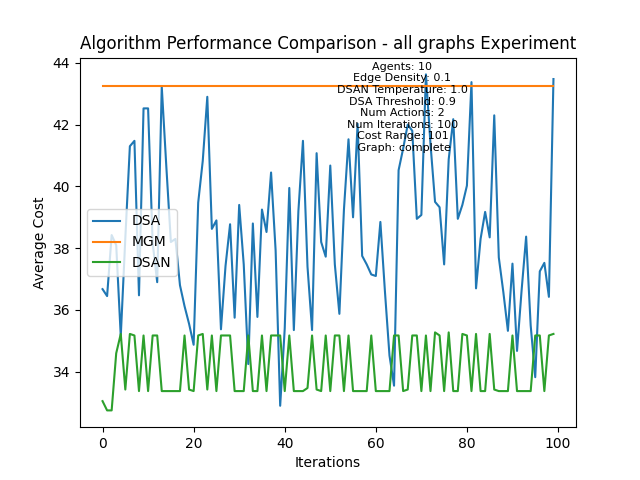 Algorithm Performance Comparison - all graphs Experiment
Agents: 10
Edge Density: 0.1
DSAN Temperature: 1.0
DSA Threshold: 0.9
Num Actions: 2
Num Iterations: 100
Cost Range: 101
Graph: complete
44
42
40
38
36
34
Average Cost
DSA
MGM
DSAN
0
20
40
60
80
100
Iterations